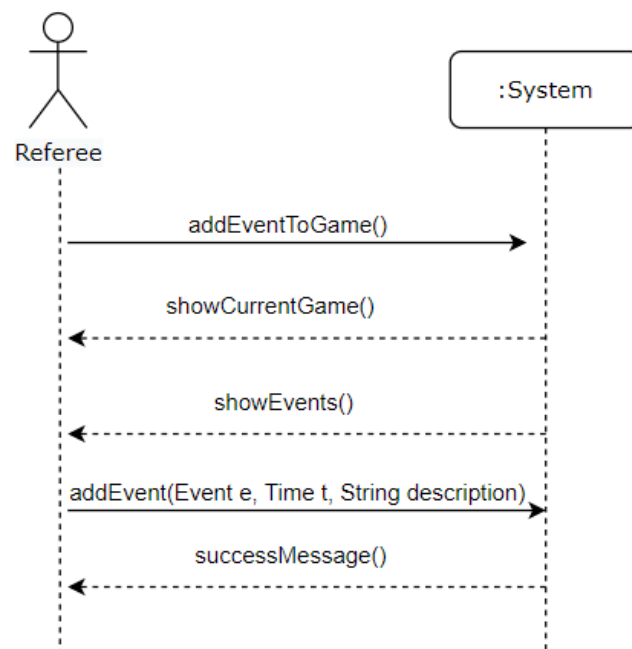 :System
Referee
addEventToGame()
showCurrentGame()
showEvents()
addEvent(Event e, Time t, String description)
successMessage()